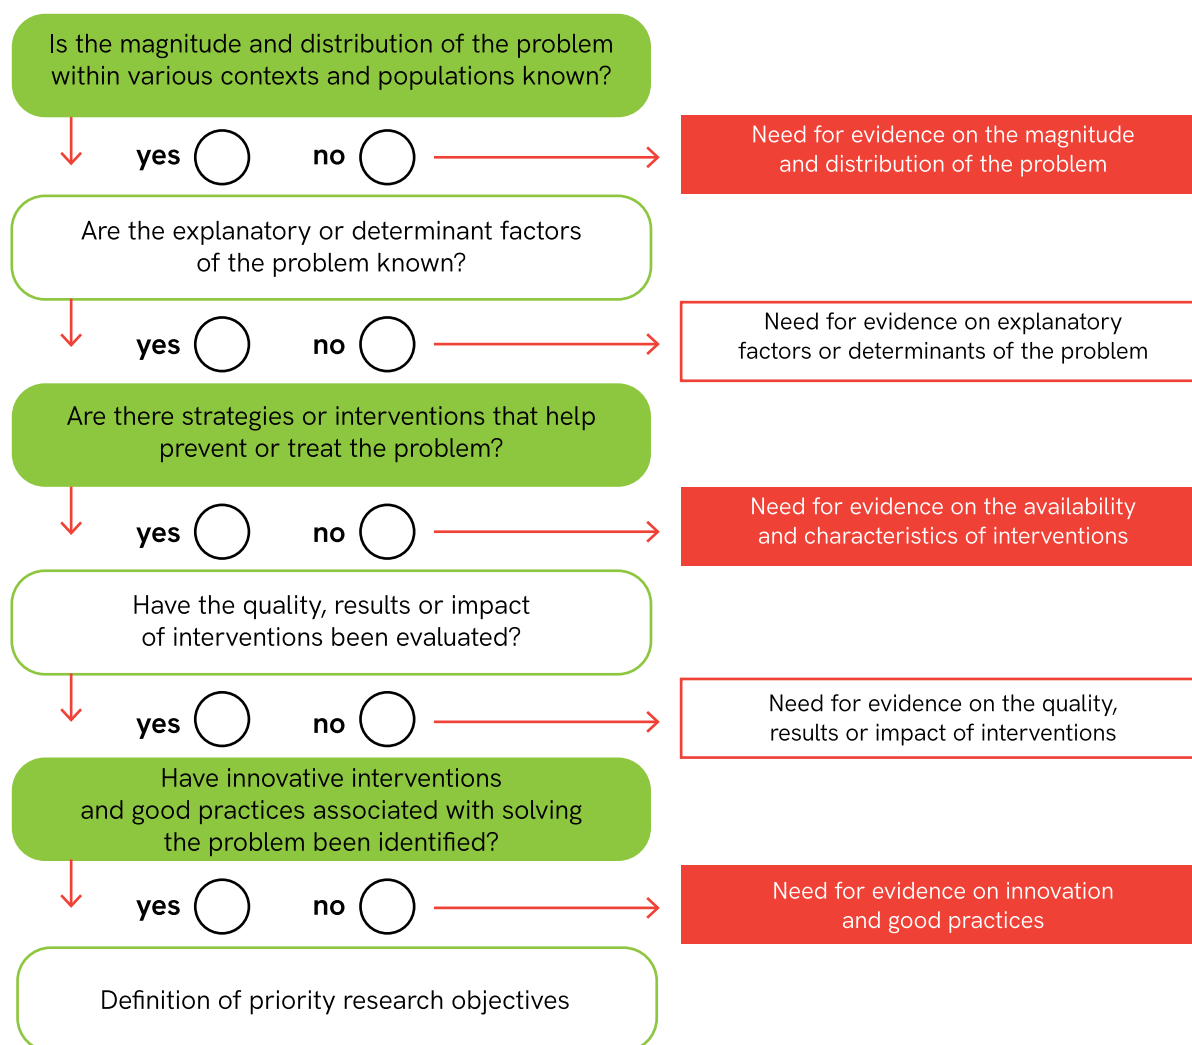 Is the magnitude and distribution of the problem
within various contexts and populations known?
yes
no
Need for evidence on the magnitude
and distribution of the problem
Are the explanatory or determinant factors
of the problem known?
yes
no
Need for evidence on explanatory
factors or determinants of the problem
Are there strategies or interventions that help
prevent or treat the problem?
yes
no
Need for evidence on the availability
and characteristics of interventions
Have the quality, results or impact
of interventions been evaluated?
yes
no
Need for evidence on the quality,
results or impact of interventions
Have innovative interventions
and good practices associated with solving
the problem been identified?
yes
no
Need for evidence on innovation
and good practices
Definition of priority research objectives